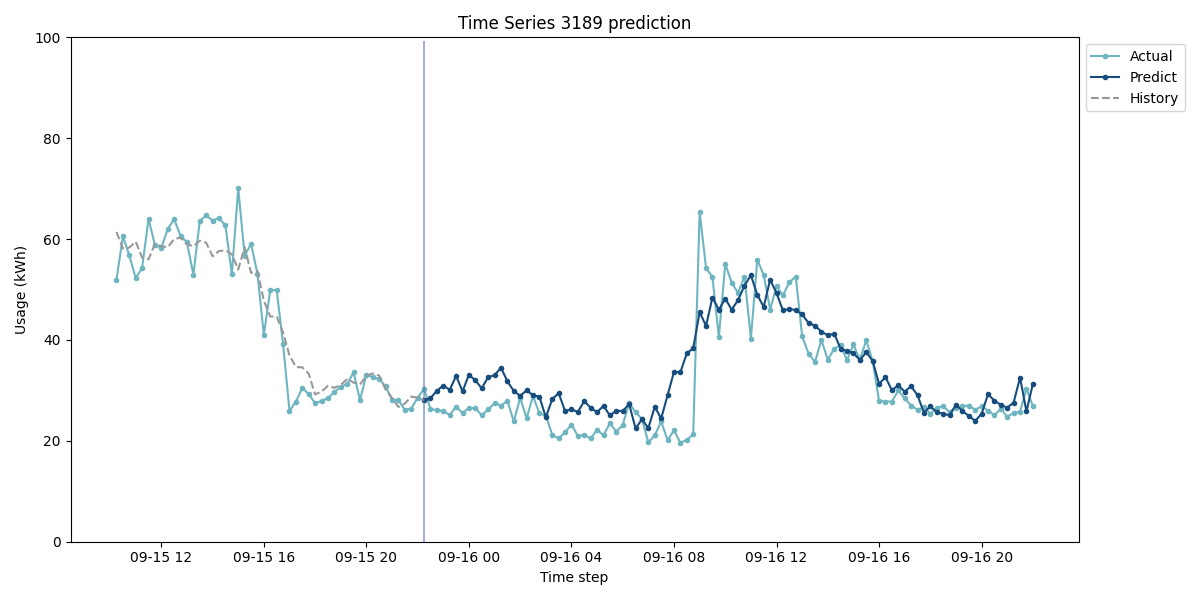 Time Series 3189 prediction
100
80
60
40
20
0
Usage (kWh)
09-15 12
09-15 16
09-15 20
09-16 00
09-16 04
09-16 08
09-16 12
09-16 16
09-16 20
Time step
Actual
Predict
History